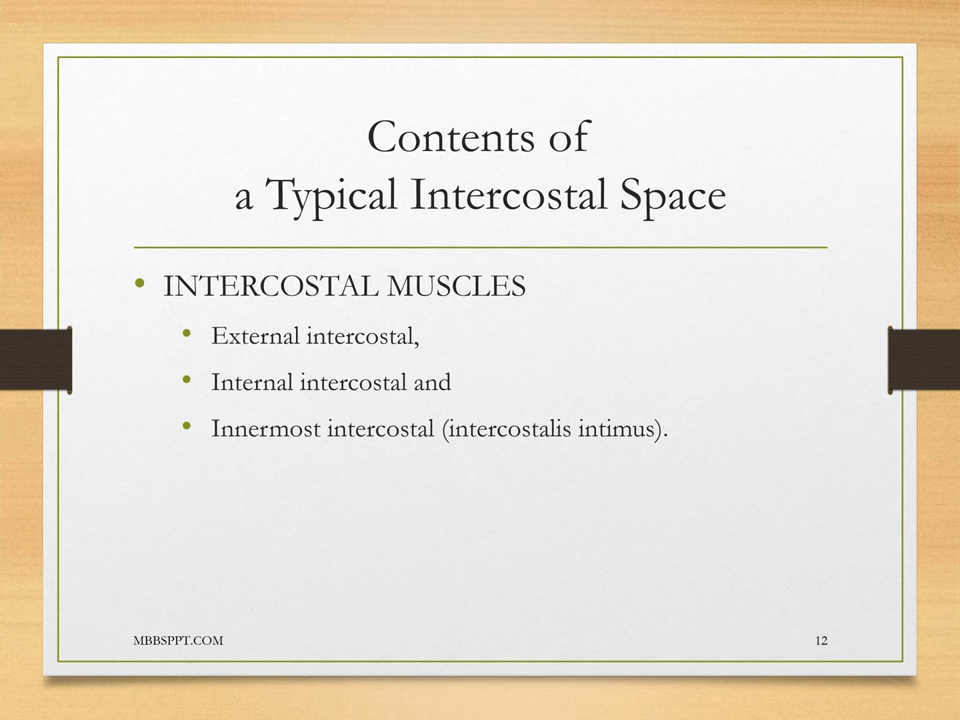 Contents of
a Typical Intercostal Space
• INTERCOSTAL MUSCLES
• External intercostal,
• Internal intercostal and
• Innermost intercostal (intercostalis intimus).
MBBSPPT.COM
12